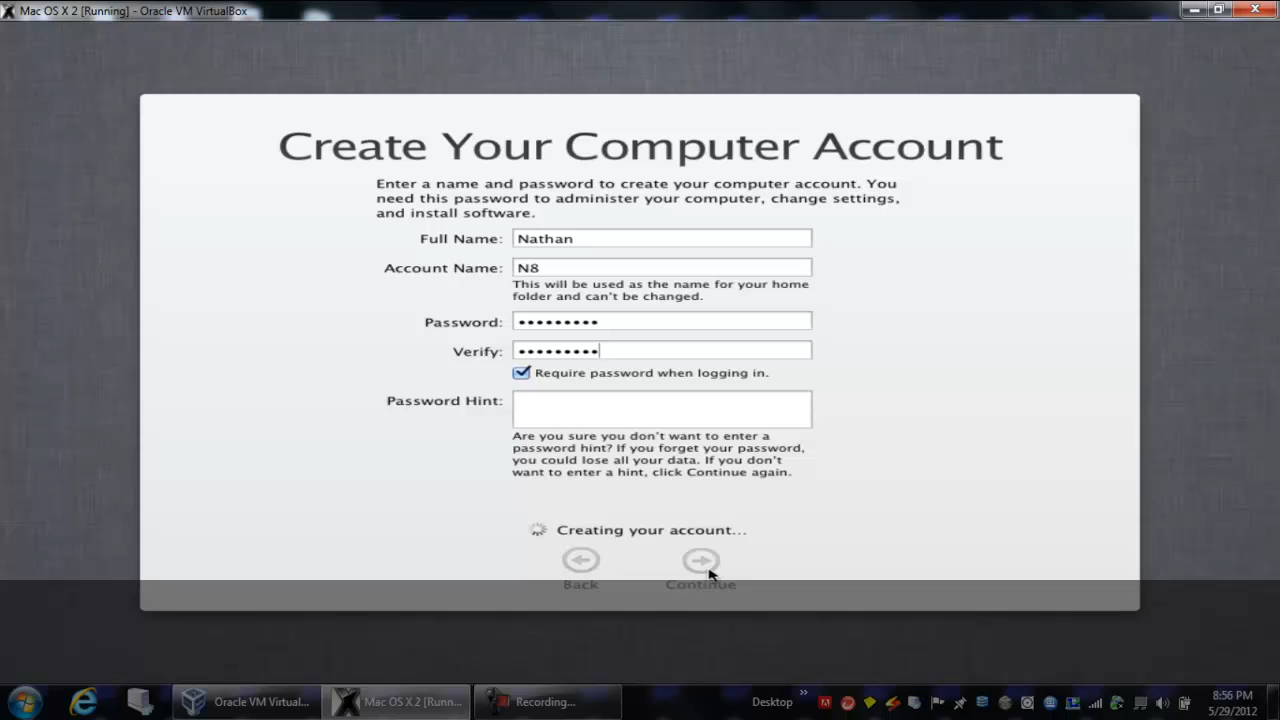 Mac OS X 2 [Running] - Oracle VM VirtualBox
Create Your Computer Account
Enter a name and password to create your computer account. You
need this password to administer your computer, change settings,
and install software.
Full Name: Nathan
Account Name: N8
This will be used as the name for your home
folder and can't be changed.
Password: •••••••••
Verify: •••••••••
Require password when logging in.
Password Hint:
Are you sure you don't want to enter a
password hint? If you forget your password,
you could lose all your data. If you don't
want to enter a hint, click Continue again.
Creating your account...
Back Continue
Oracle VM Virtual... Mac OS X 2 [Runn... Recording... Desktop » 8:56 PM
5/29/2012